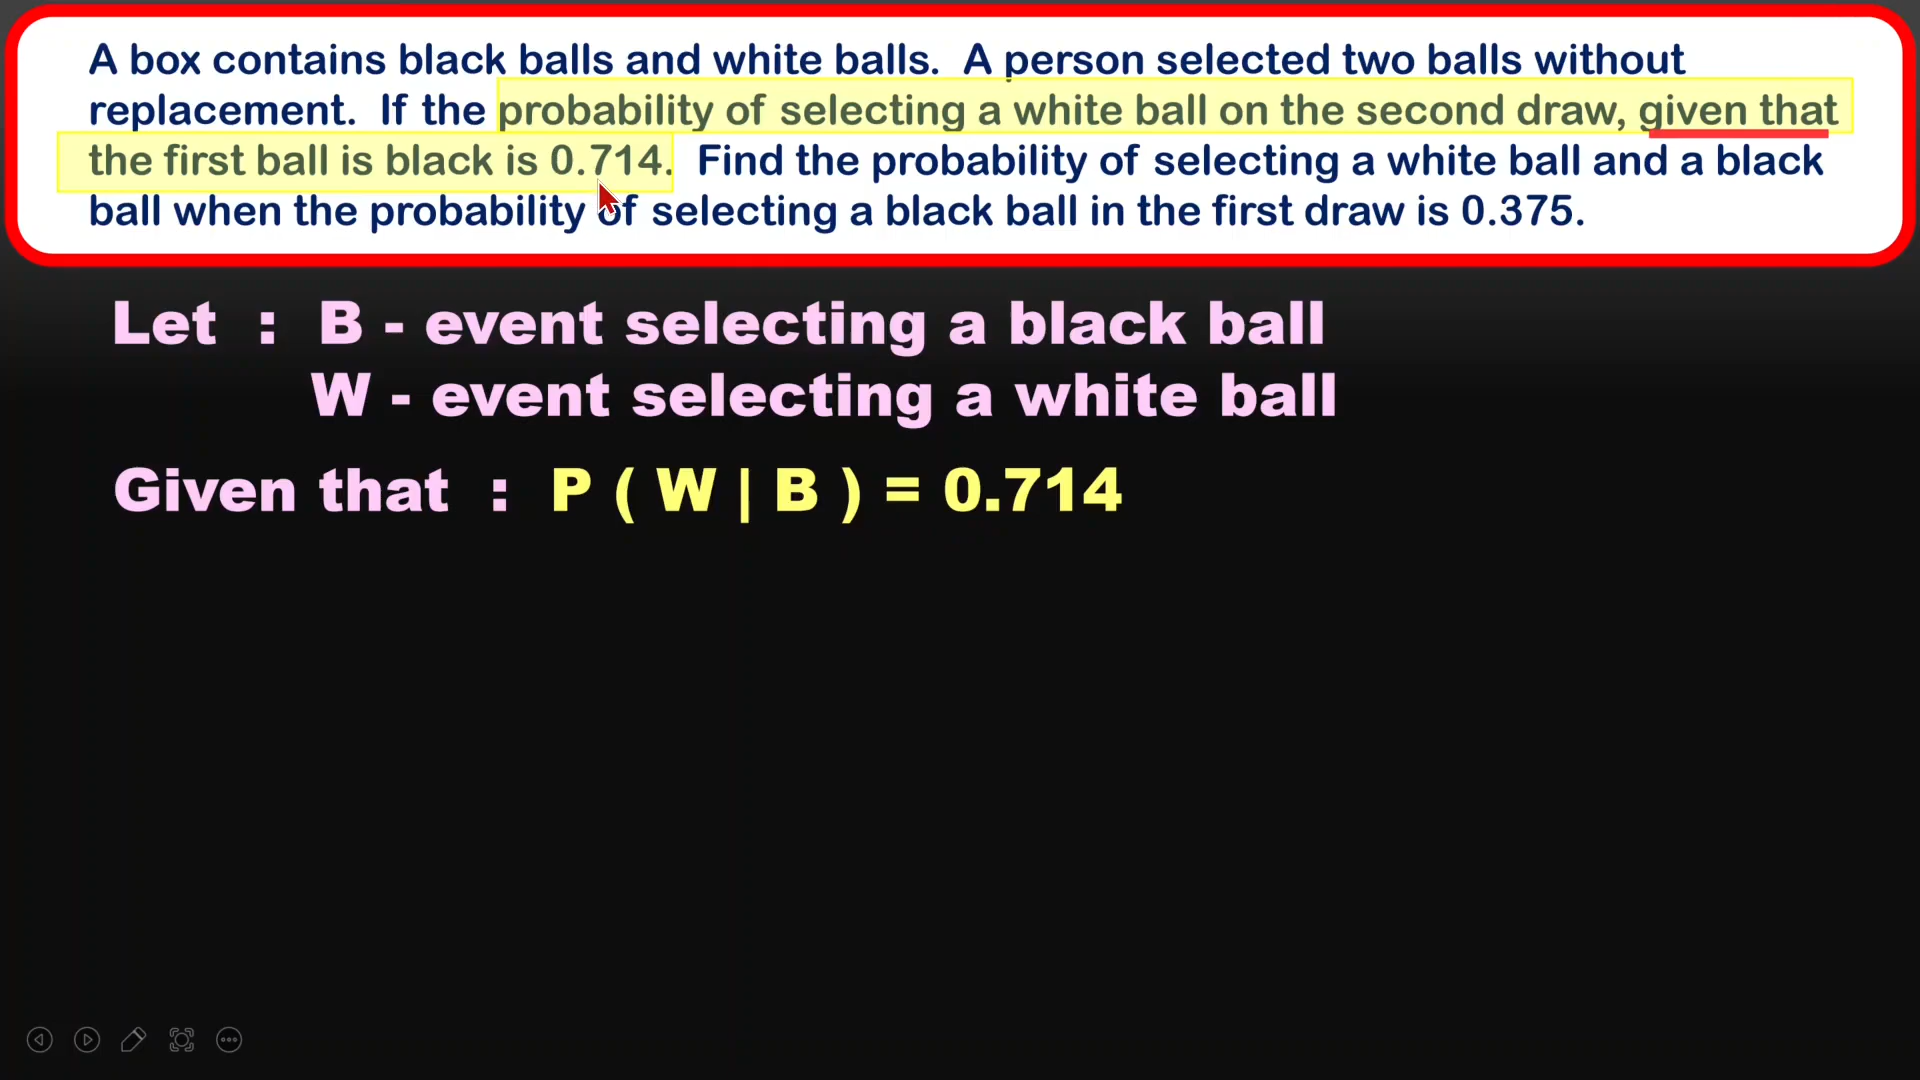 A box contains black balls and white balls.  A person selected two balls without
replacement.  If the probability of selecting a white ball on the second draw, given that
the first ball is black is 0.714.  Find the probability of selecting a white ball and a black
ball when the probability of selecting a black ball in the first draw is 0.375.
Let : B - event selecting a black ball
W - event selecting a white ball
Given that : P ( W | B ) = 0.714